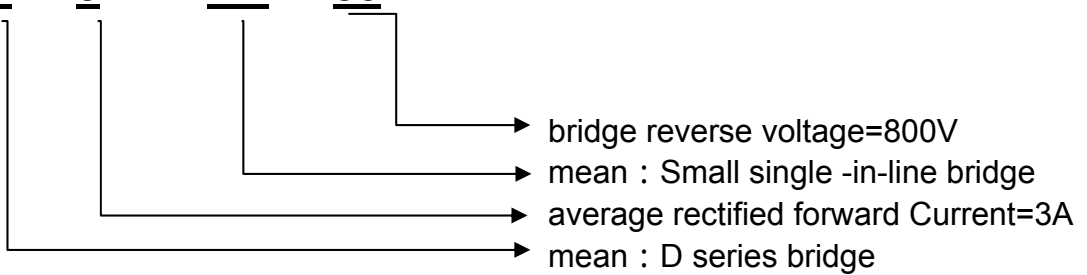 bridge reverse voltage=800V
mean：Small single -in-line bridge
average rectified forward Current=3A
mean：D series bridge